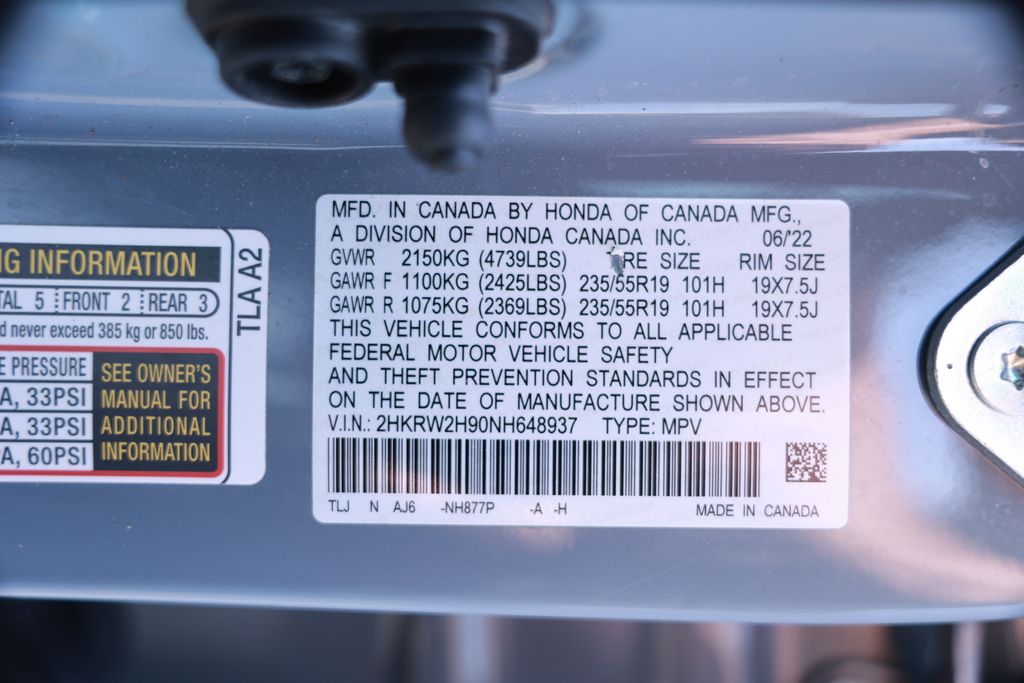 G INFORMATION
TAL 5 FRONT 2 REAR 3
d never exceed 385 kg or 850 lbs.
E PRESSURE
A, 33PSI
A, 33PSI
A, 60PSI
SEE OWNER'S
MANUAL FOR
ADDITIONAL
INFORMATION
TLA A2
MFD. IN CANADA BY HONDA OF CANADA MFG.,
A DIVISION OF HONDA CANADA INC. 06/'22
GVWR 2150KG (4739LBS) RE SIZE RIM SIZE
GAWR F 1100KG (2425LBS) 235/55R19 101H 19X7.5J
GAWR R 1075KG (2369LBS) 235/55R19 101H 19X7.5J
THIS VEHICLE CONFORMS TO ALL APPLICABLE
FEDERAL MOTOR VEHICLE SAFETY
AND THEFT PREVENTION STANDARDS IN EFFECT
ON THE DATE OF MANUFACTURE SHOWN ABOVE.
V.I.N.: 2HKRW2H90NH648937 TYPE: MPV
TLJ N AJ6 -NH877P -A -H MADE IN CANADA